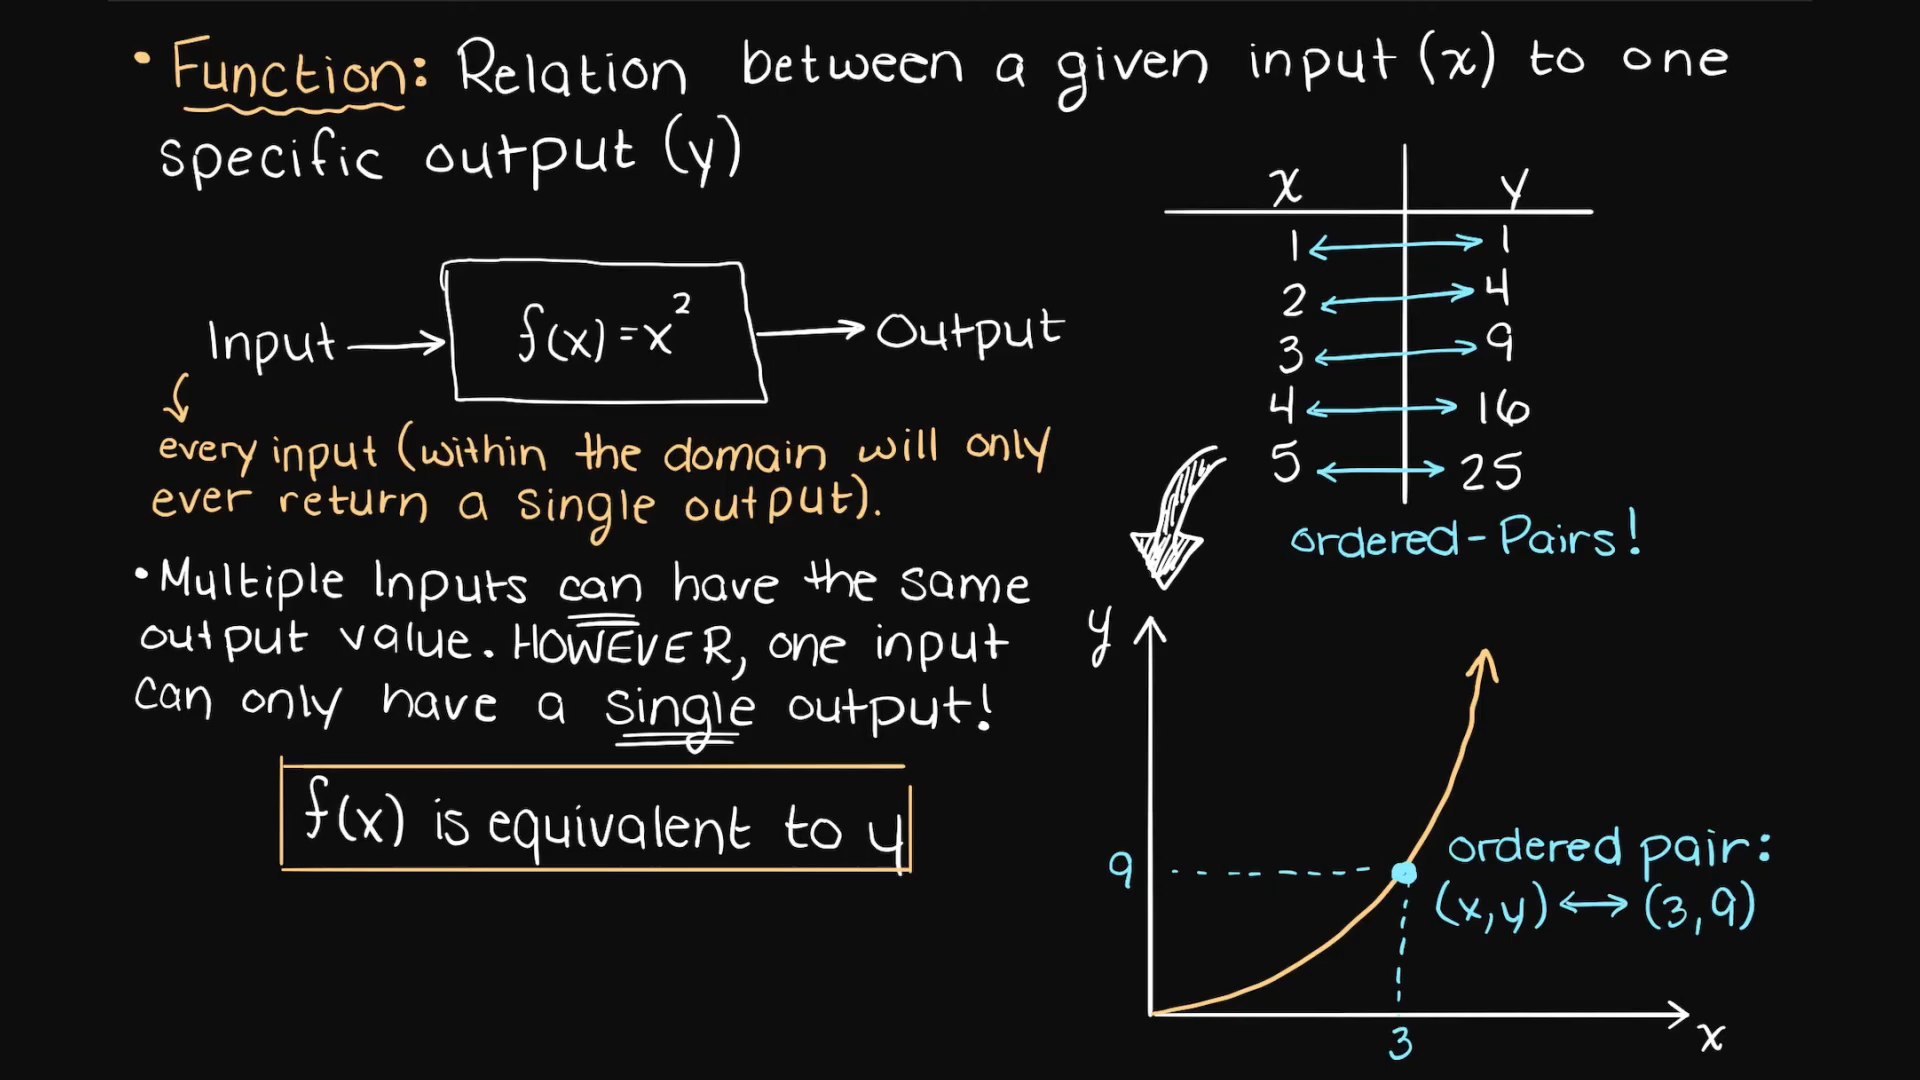 • Function: Relation between a given input (x) to one
specific output (y)
x y
1 1
2 4
3 9
4 16
5 25
ordered-Pairs!
Input f(x)=x² Output
every input (within the domain will only
ever return a single output).
• Multiple Inputs can have the same
output value. HOWEVER, one input
can only have a single output!
f(x) is equivalent to y
y
9
ordered pair:
(x,y) ↔ (3,9)
3
x